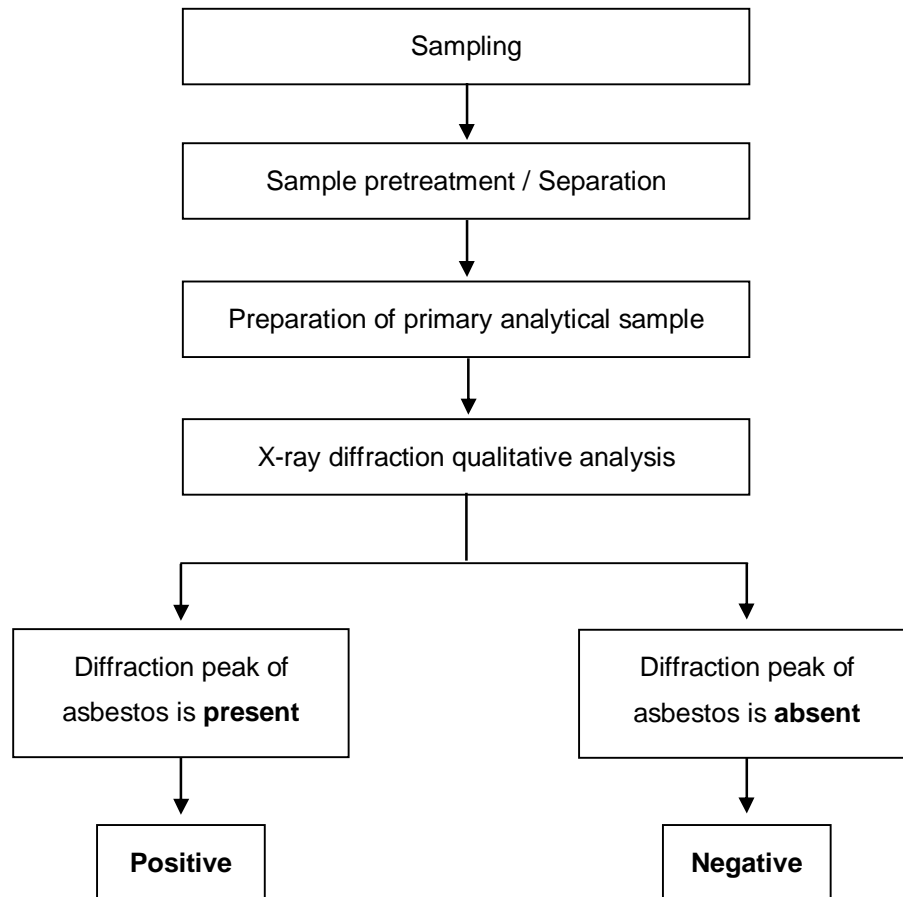 Sampling
Sample pretreatment / Separation
Preparation of primary analytical sample
X-ray diffraction qualitative analysis
Diffraction peak of
asbestos is present
Diffraction peak of
asbestos is absent
Positive
Negative